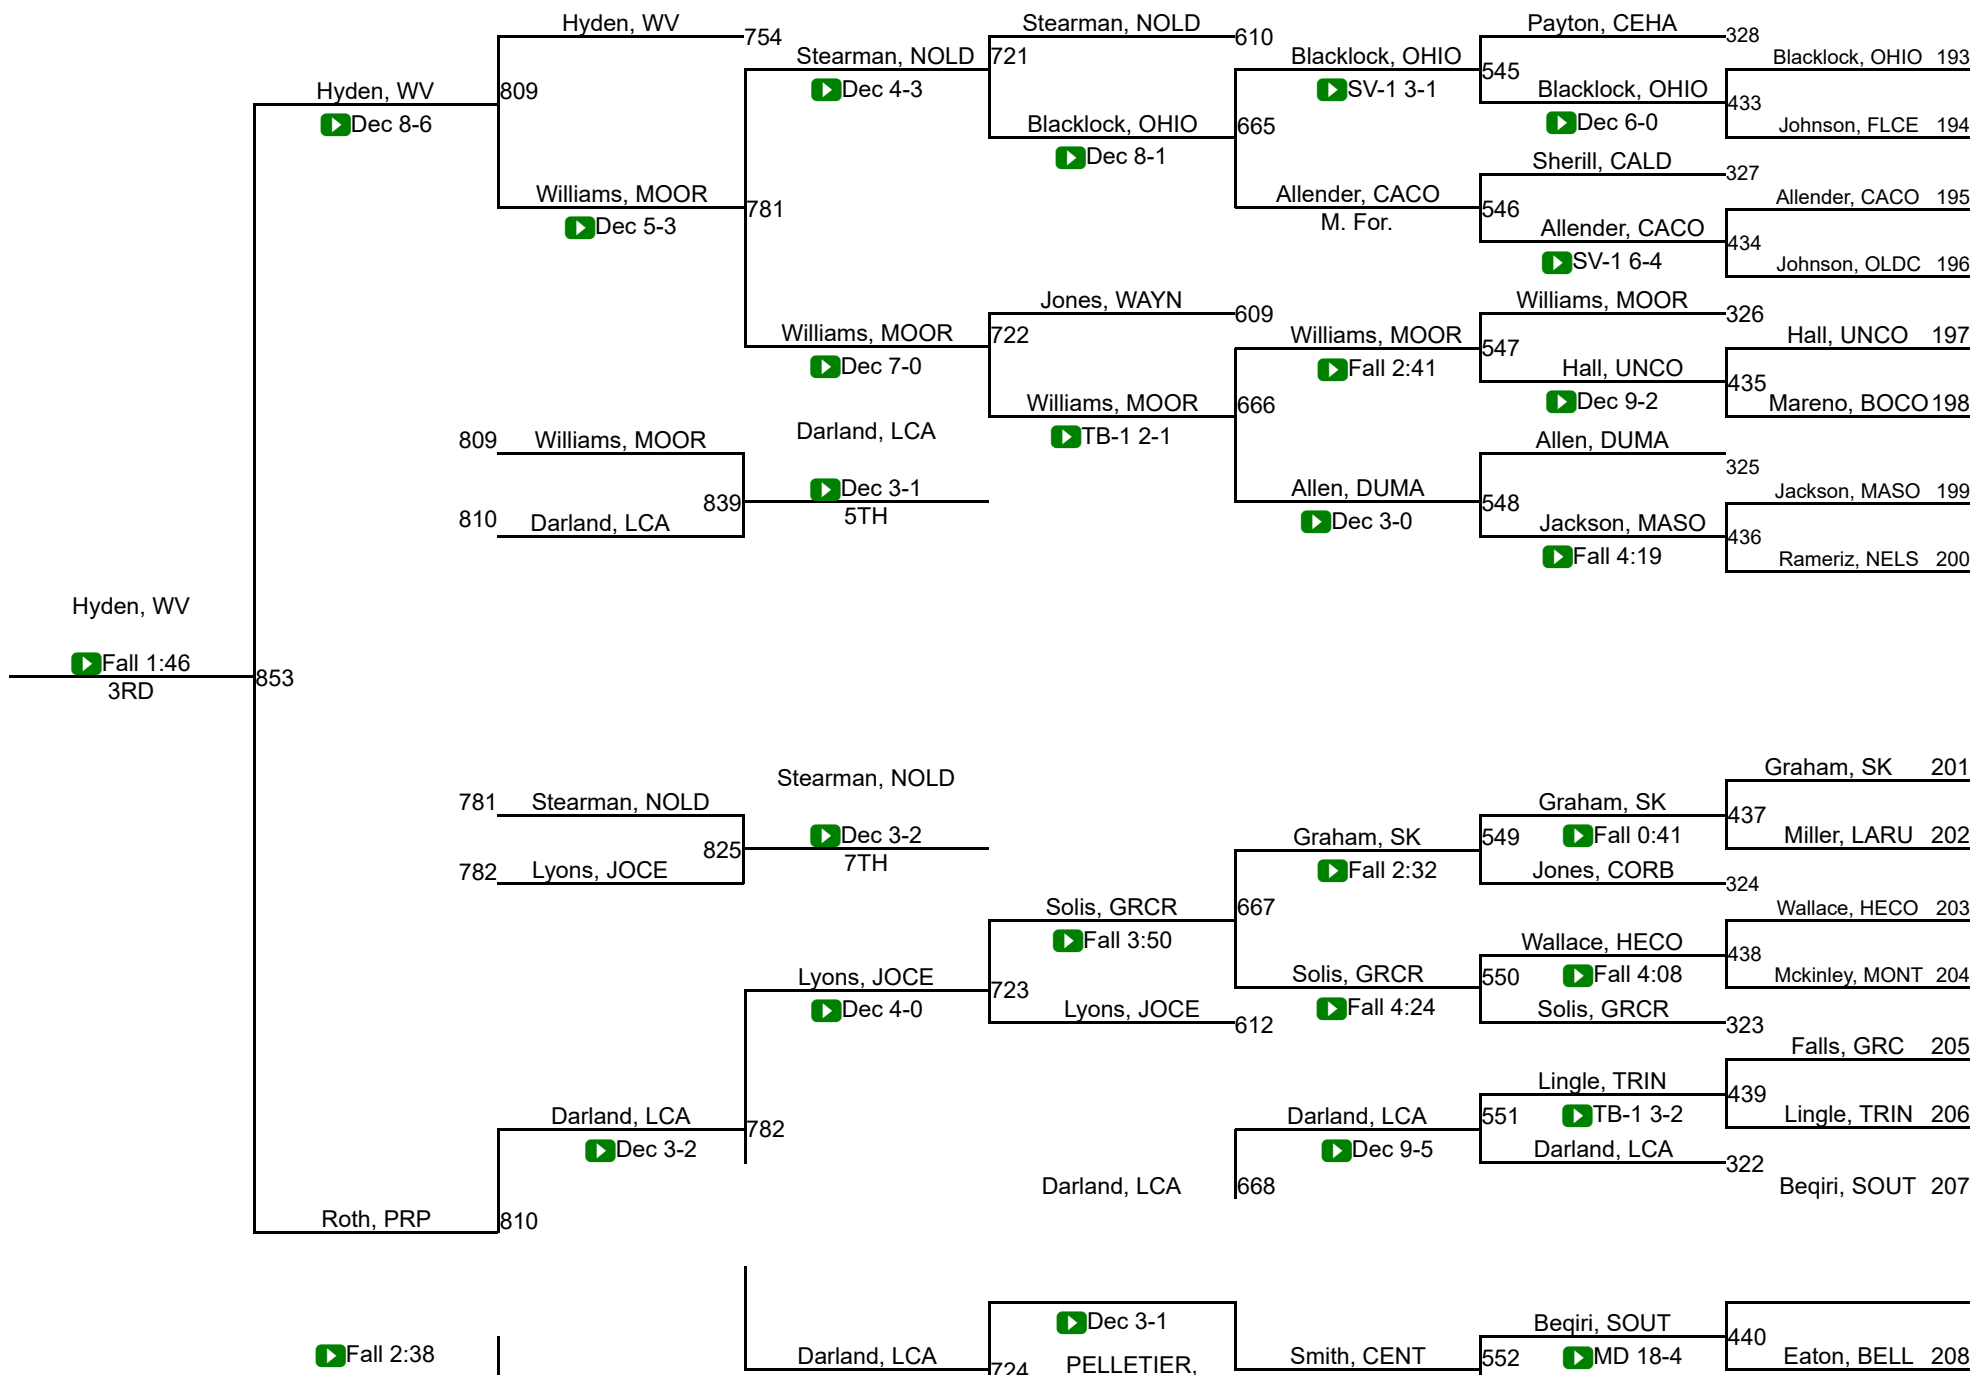 Hyden, WV
754
Stearman, NOLD
610
Payton, CEHA
328
Stearman, NOLD
721
Blacklock, OHIO
545
Blacklock, OHIO 193
Hyden, WV
809
Dec 4-3
SV-1 3-1
Blacklock, OHIO
433
Dec 8-6
Blacklock, OHIO
665
Dec 6-0
Johnson, FLCE 194
Dec 8-1
Sherill, CALD
327
Williams, MOOR
781
Allender, CACO
546
Allender, CACO 195
Dec 5-3
M. For.
Allender, CACO
434
SV-1 6-4
Johnson, OLDC 196
Jones, WAYN
609
Williams, MOOR
326
Williams, MOOR
722
Williams, MOOR
547
Hall, UNCO 197
Dec 7-0
Fall 2:41
Hall, UNCO
435
Williams, MOOR
666
Dec 9-2
Mareno, BOCO 198
809 Williams, MOOR
Darland, LCA
TB-1 2-1
Allen, DUMA
325
839
Dec 3-1
Allen, DUMA
548
Jackson, MASO 199
810 Darland, LCA
5TH
Dec 3-0
Jackson, MASO
436
Fall 4:19
Rameriz, NELS 200
Hyden, WV
Fall 1:46
853
3RD
Graham, SK 201
Stearman, NOLD
781 Stearman, NOLD
Graham, SK
437
825
Dec 3-2
Graham, SK
549
Fall 0:41
Miller, LARU 202
782 Lyons, JOCE
7TH
Fall 2:32
Jones, CORB
324
Solis, GRCR
667
Wallace, HECO 203
Fall 3:50
Wallace, HECO
438
Lyons, JOCE
723
Solis, GRCR
550
Fall 4:08
Mckinley, MONT 204
Dec 4-0
Lyons, JOCE
612
Fall 4:24
Solis, GRCR
323
Falls, GRC 205
Lingle, TRIN
439
Darland, LCA
782
Darland, LCA
551
TB-1 3-2
Lingle, TRIN 206
Dec 3-2
Dec 9-5
Darland, LCA
322
Darland, LCA
668
Beqiri, SOUT 207
Roth, PRP
810
Dec 3-1
Beqiri, SOUT
440
Fall 2:38
Darland, LCA
724
PELLETIER,
Smith, CENT
552
MD 18-4
Eaton, BELL 208